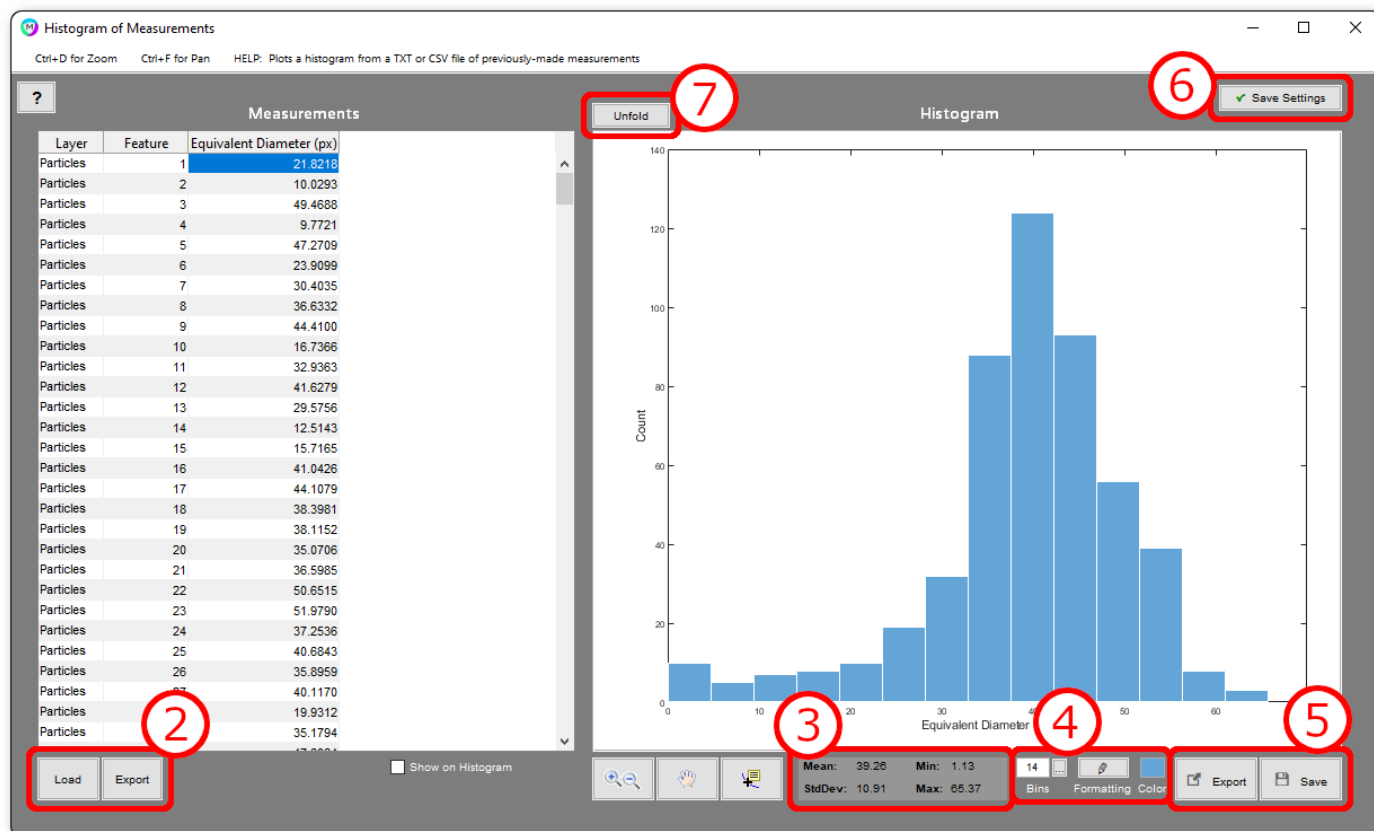 Histogram of Measurements
Ctrl+D for Zoom Ctrl+F for Pan HELP: Plots a histogram from a TXT or CSV file of previously-made measurements
?
Measurements
Layer Feature Equivalent Diameter (px)
Particles 1 21.8218
Particles 2 10.0293
Particles 3 49.4688
Particles 4 9.7721
Particles 5 47.2709
Particles 6 23.9099
Particles 7 30.4035
Particles 8 36.6332
Particles 9 44.4100
Particles 10 16.7366
Particles 11 32.9363
Particles 12 41.6279
Particles 13 29.5756
Particles 14 12.5143
Particles 15 15.7165
Particles 16 41.0426
Particles 17 44.1079
Particles 18 38.3981
Particles 19 38.1152
Particles 20 35.0706
Particles 21 36.5985
Particles 22 50.6515
Particles 23 51.9790
Particles 24 37.2536
Particles 25 40.6843
Particles 26 35.8959
Particles 40.1170
Particles 19.9312
Particles 35.1794
2
Load Export
Show on Histogram
Unfold
7
Histogram
6
Save Settings
140
120
100
80
60
40
20
0
Count
0 10 20 30 40 50 60
Equivalent Diameter
3
Mean: 39.26 Min: 1.13
StdDev: 10.91 Max: 65.37
4
14 ...
Bins Formatting Color
5
Export Save